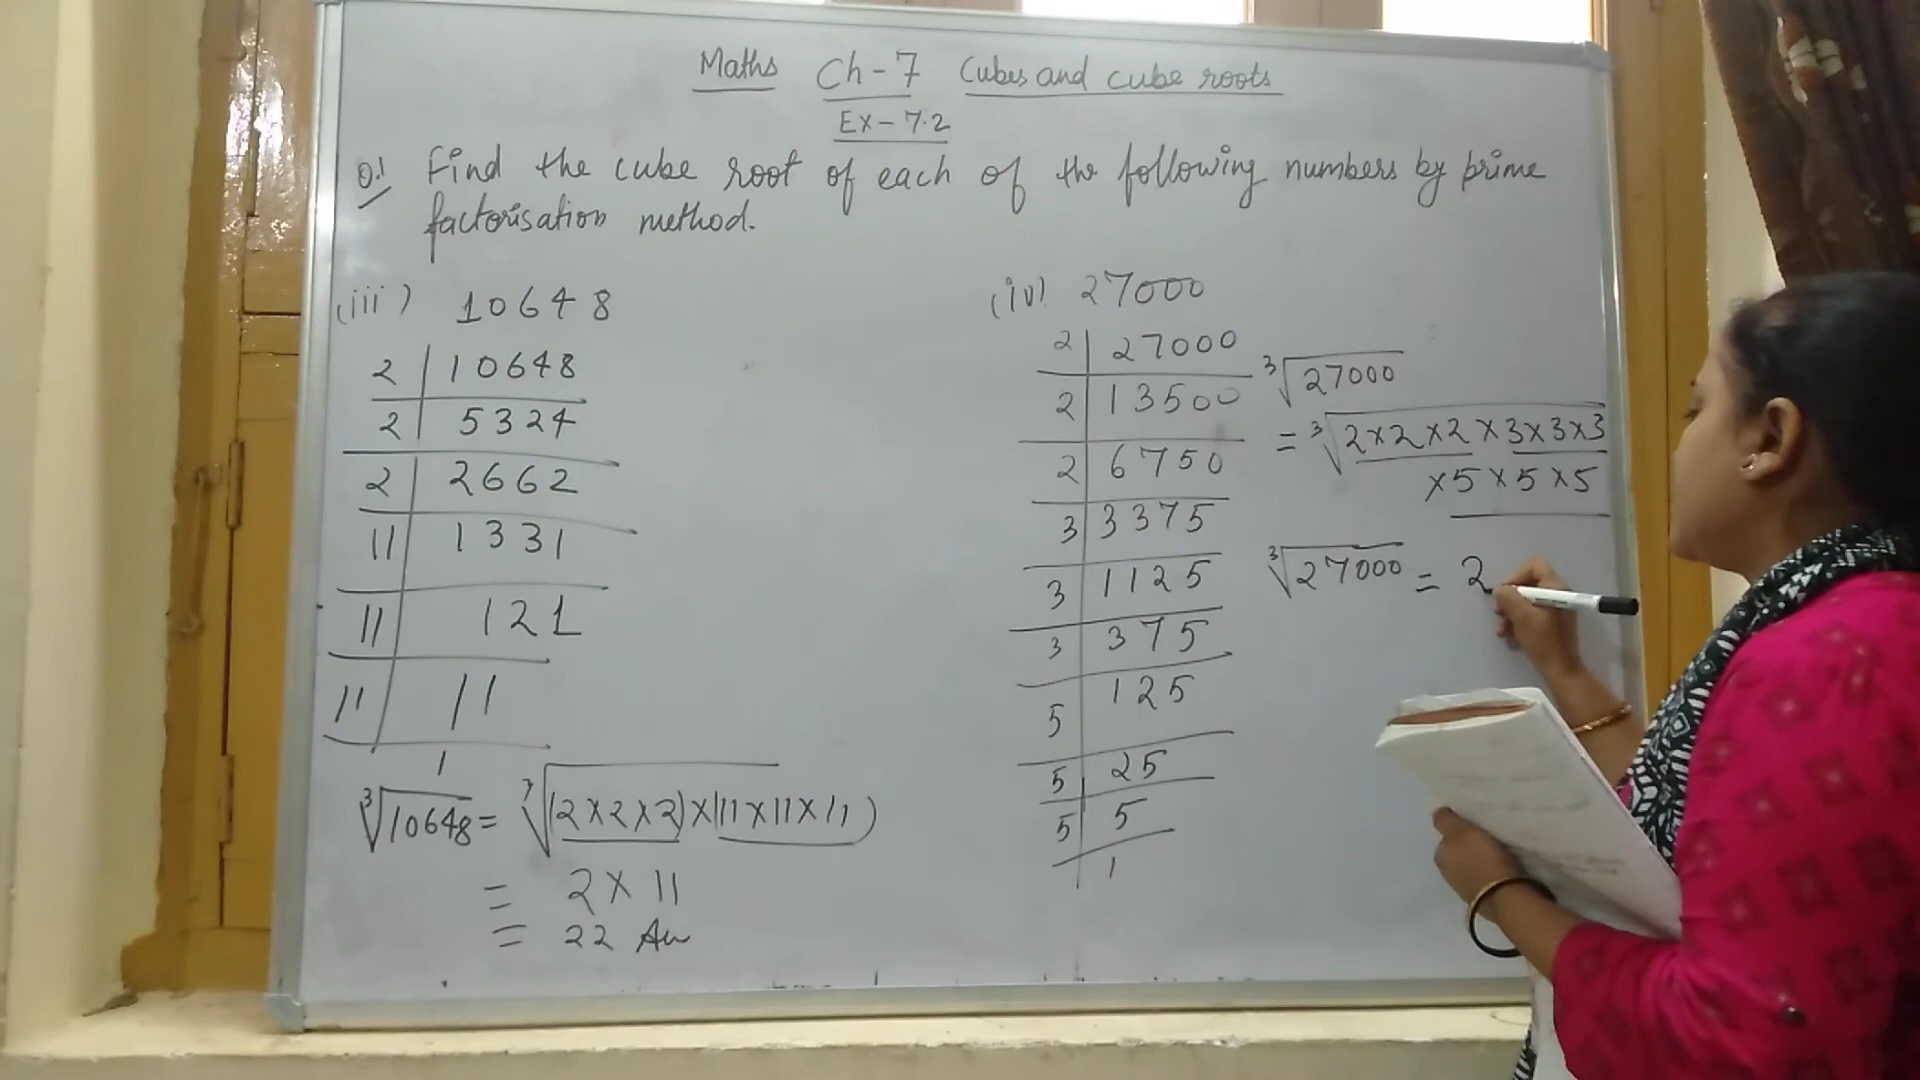 Maths Ch-7 Cubes and cube roots
Ex-7.2
Q.1 Find the cube root of each of the following numbers by prime
factorisation method.
(iii) 10648
2 | 10648
2 | 5324
2 | 2662
11 | 1331
11 | 121
11 | 11
1
∛10648 = ∛(2×2×2)×(11×11×11)
= 2×11
= 22 An
(iv) 27000
2 | 27000
2 | 13500
2 | 6750
3 | 3375
3 | 1125
3 | 375
5 | 125
5 | 25
5 | 5
1
∛27000
= ∛2×2×2×3×3×3
×5×5×5
∛27000 = 2